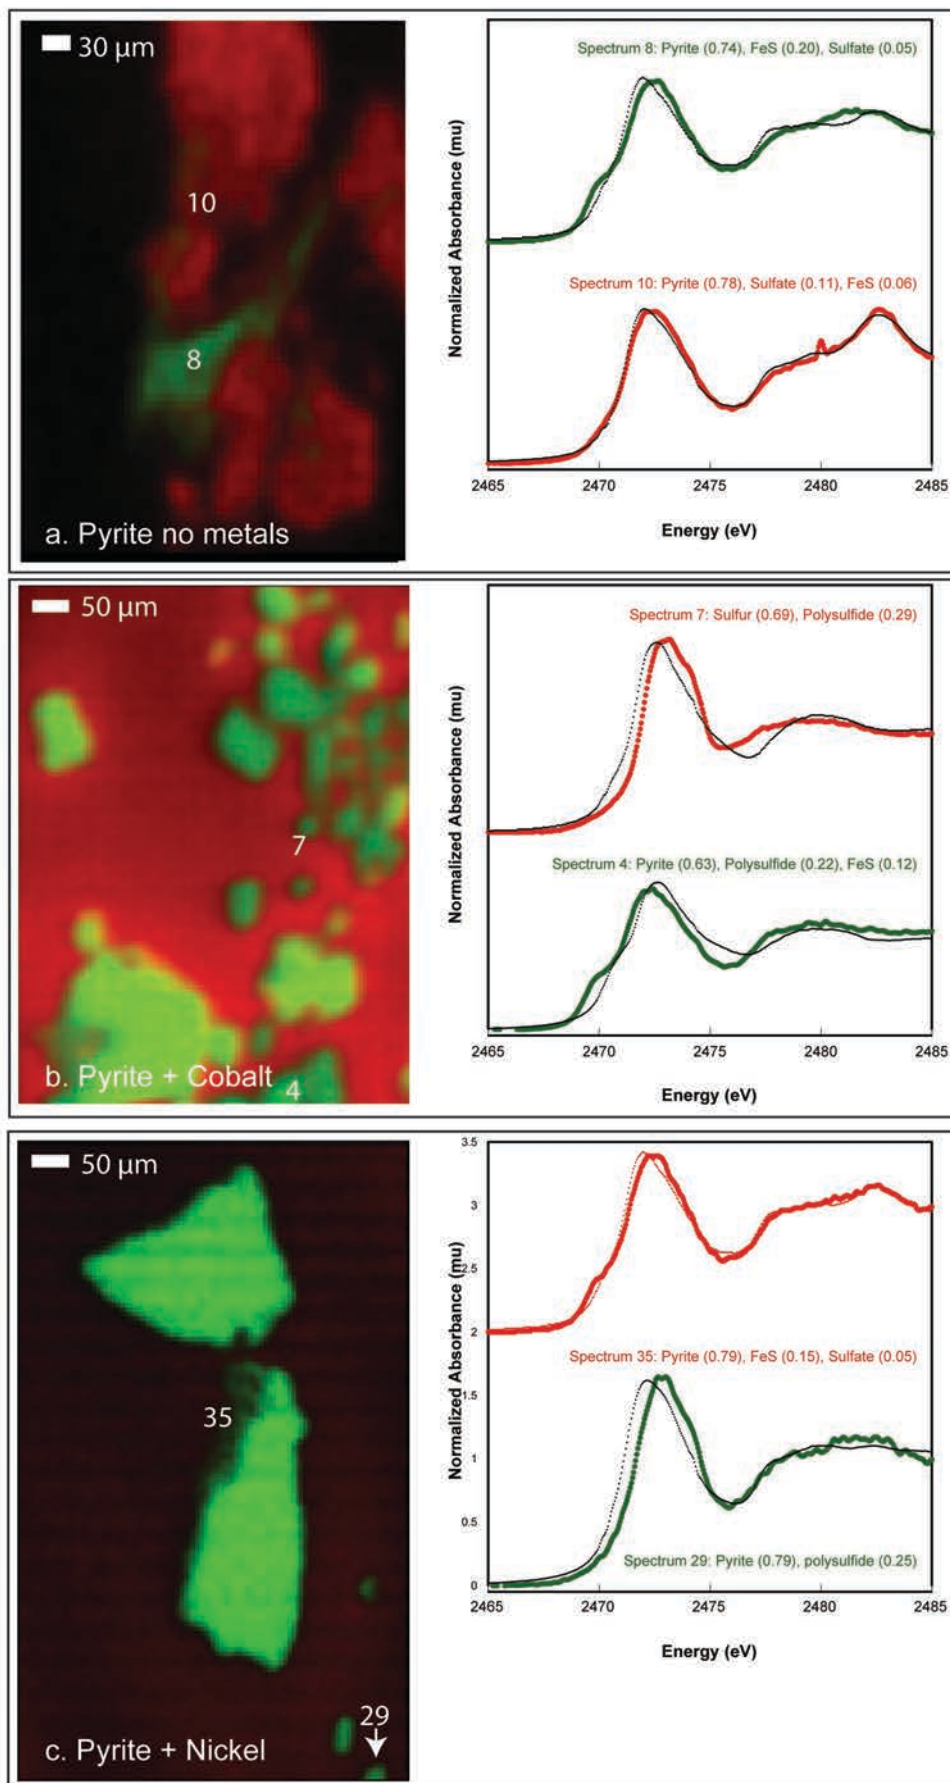 30 µm
10
8
a. Pyrite no metals
Spectrum 8: Pyrite (0.74), FeS (0.20), Sulfate (0.05)
Spectrum 10: Pyrite (0.78), Sulfate (0.11), FeS (0.06)
Normalized Absorbance (mu)
2465 2470 2475 2480 2485
Energy (eV)
50 µm
7
4
b. Pyrite + Cobalt
Spectrum 7: Sulfur (0.69), Polysulfide (0.29)
Spectrum 4: Pyrite (0.63), Polysulfide (0.22), FeS (0.12)
Normalized Absorbance (mu)
2465 2470 2475 2480 2485
Energy (eV)
50 µm
35
29
c. Pyrite + Nickel
3.5
3
2.5
2
1.5
1
0.5
0
Normalized Absorbance (mu)
Spectrum 35: Pyrite (0.79), FeS (0.15), Sulfate (0.05)
Spectrum 29: Pyrite (0.79), polysulfide (0.25)
2465 2470 2475 2480 2485
Energy (eV)